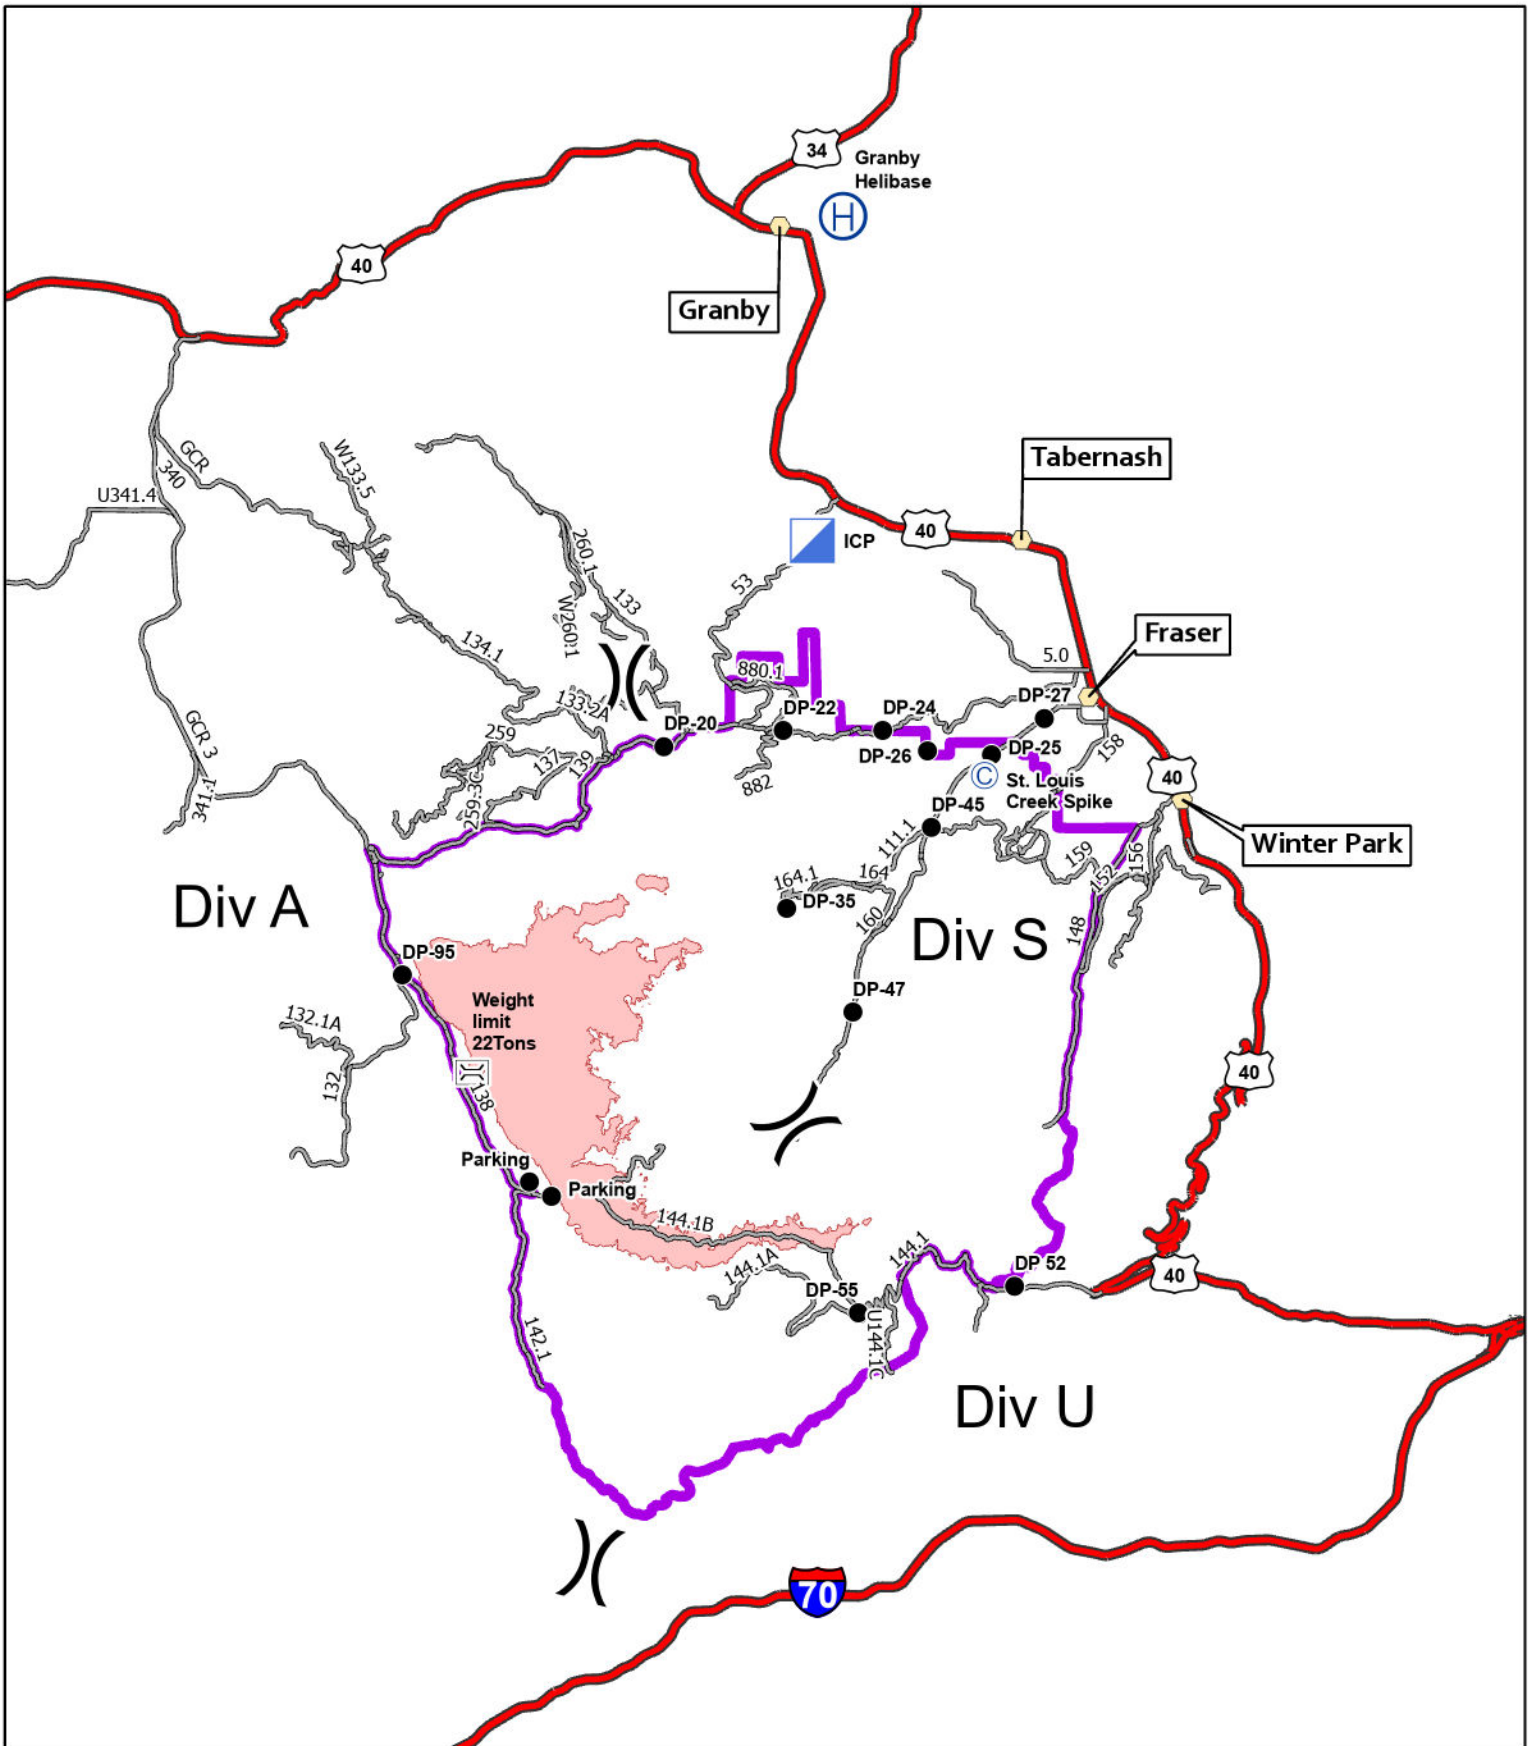 34
Granby
Helibase
H
40
Granby
GCR
340
W133.5
U341.4
Tabernash
40
ICP
260.1
53
133
W260.1
134.1
Fraser
5.0
880.1
133.2A
DP-27
DP-22
DP-24
DP-20
GCR 3
259
DP-26
DP-25
158
137
139
C
St. Louis
Creek Spike
40
882
341.1
259.3C
DP-45
111.1
Winter Park
159
156
164.1
164
152
Div A
DP-35
160
148
Div S
DP-95
DP-47
Weight
limit
22Tons
132.1A
132
138
40
Parking
Parking
144.1B
144.1
144.1A
DP 52
40
DP-55
U144.1C
142.1
Div U
70